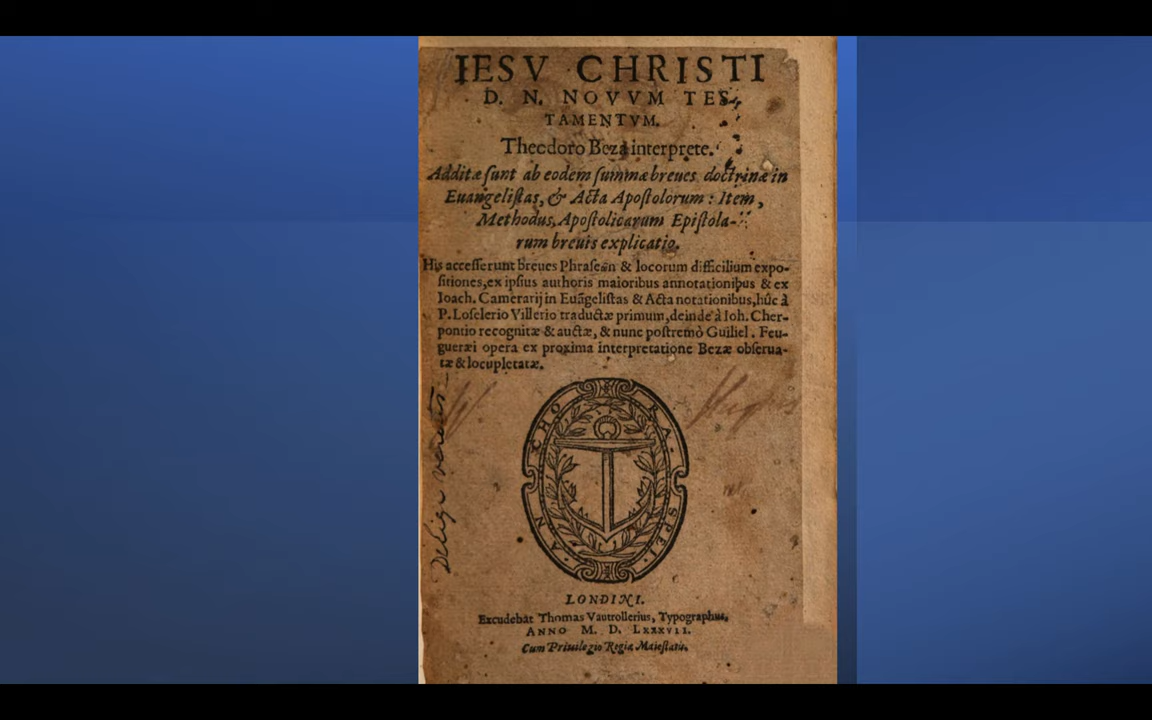 IESV CHRISTI
D. N. NOVVM TES-
TAMENTVM.
Theodoro Beza interprete.
Additæ sunt ab eodem summæ breues doctrinæ in
Euangelistas, & Acta Apostolorum : Item,
Methodus, Apostolicarum Epistola-
rum breuis explicatio.
His accesserunt breues Phraseωn & locorum difficilium expo-
sitiones, ex ipsius authoris maioribus annotationibus & ex
Ioach. Camerarij in Euāgelistas & Acta notationibus, hūc à
P. Loselerio Villerio traductæ primum, deinde à Ioh. Cher-
pontio recognitæ & auctæ, & nunc postremò Guiliel. Feu-
gueræi opera ex proxima interpretatione Bezæ obserua-
tæ & locupletatæ.
ANCHORA SPEI
LONDINI.
Excudebat Thomas Vautrollerius, Typographus,
ANNO M. D. LXXXVII.
Cum Priuilegio Regiæ Maiestatis.